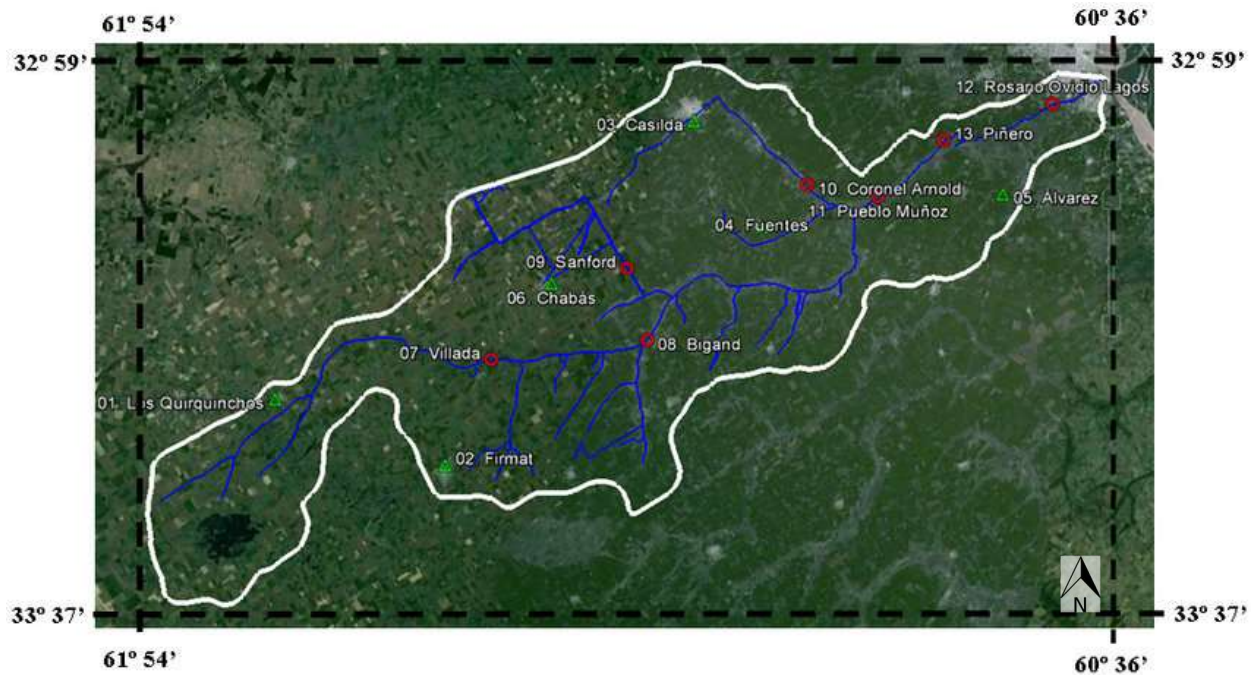 61º 54’
60º 36’
32º 59’
32º 59’
12. Rosario Ovidio Lagos
03. Casilda
13. Piñero
10. Coronel Arnold
05. Álvarez
11. Pueblo Muñoz
04. Fuentes
09. Sanford
06. Chabás
08. Bigand
07. Villada
01. Los Quirquinchos
02. Firmat
N
33º 37’
33º 37’
61º 54’
60º 36’